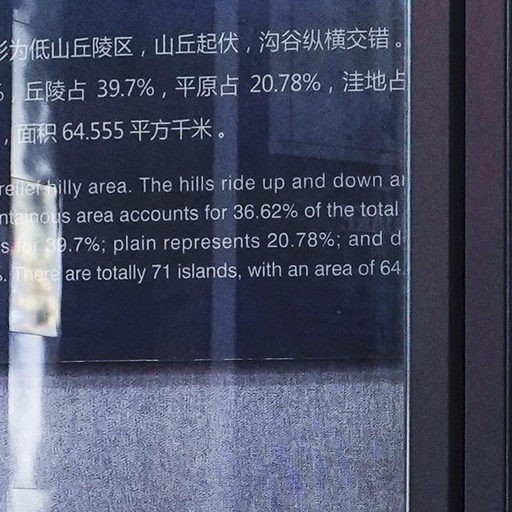 为低山丘陵区，山丘起伏，沟谷纵横交错。
%，丘陵占 39.7%，平原占 20.78%，洼地占
，面积 64.555 平方千米。
relief hilly area. The hills ride up and down
area accounts for 36.62% of the total
for 39.7%; plain represents 20.78%; and
There are totally 71 islands, with an area of 64.